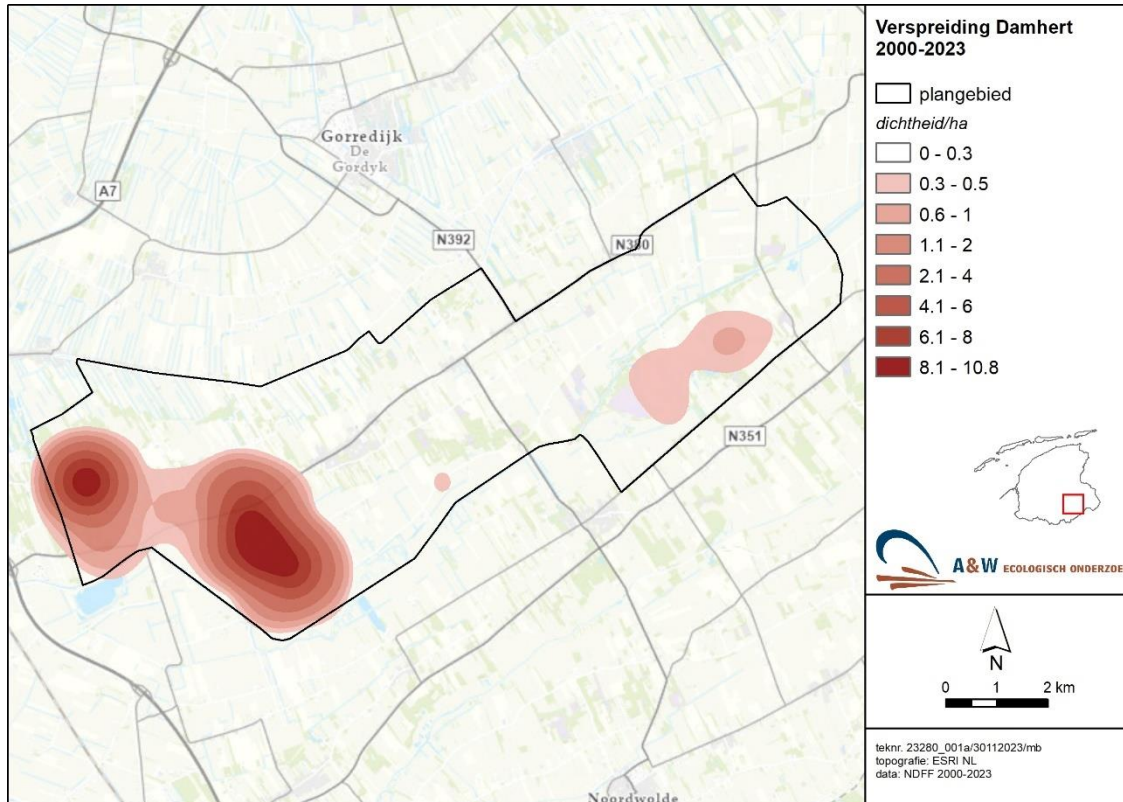 Gorredijk
De
Gordyk
A7
N392
N380
N351
Noordwolde
Verspreiding Damhert
2000-2023
plangebied
dichtheid/ha
0 - 0.3
0.3 - 0.5
0.6 - 1
1.1 - 2
2.1 - 4
4.1 - 6
6.1 - 8
8.1 - 10.8
A&W ECOLOGISCH ONDERZOE
N
0 1 2 km
teknr. 23280_001a/30112023/mb
topografie: ESRI NL
data: NDFF 2000-2023